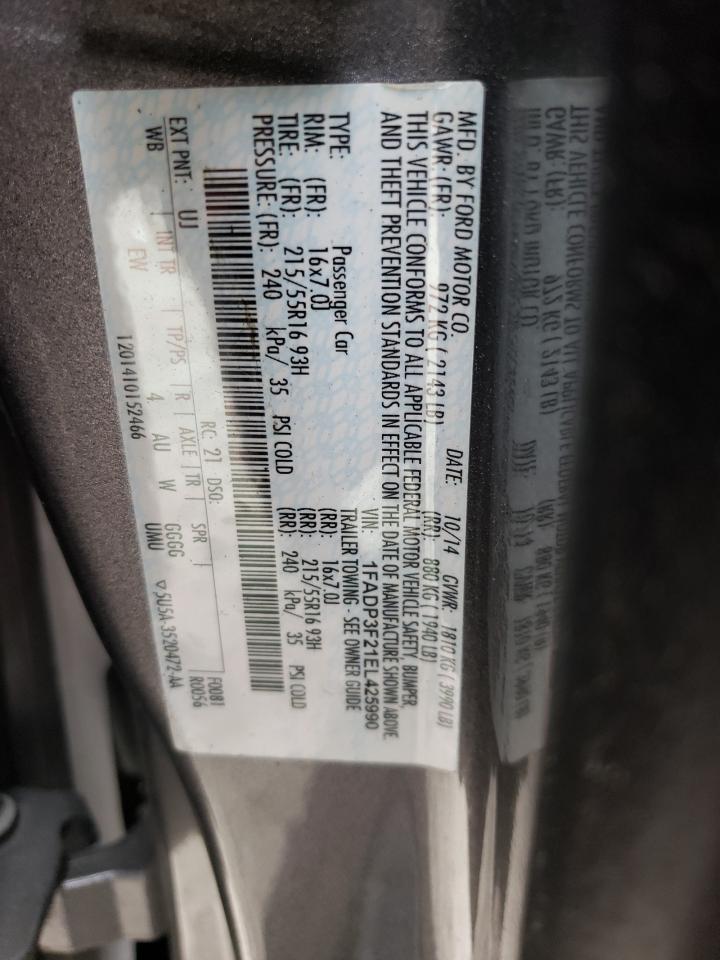 MFD. BY FORD MOTOR CO.
DATE: 10/14 GVWR: 1810 KG ( 3990 LB)
GAWR: (FR): 972 KG ( 2143 LB) (RR): 880 KG ( 1940 LB)
THIS VEHICLE CONFORMS TO ALL APPLICABLE FEDERAL MOTOR VEHICLE SAFETY, BUMPER,
AND THEFT PREVENTION STANDARDS IN EFFECT ON THE DATE OF MANUFACTURE SHOWN ABOVE.
VIN: 1FADP3F21EL425990
TYPE: Passenger Car TRAILER TOWING - SEE OWNER GUIDE
RIM: (FR): 16x7.0J (RR): 16x7.0J
TIRE: (FR): 215/55R16 93H (RR): 215/55R16 93H
PRESSURE: (FR): 240 kPa/ 35 PSI COLD (RR): 240 kPa/ 35 PSI COLD
EXT PNT: UJ RC: 21 DSO: F0081
WB INT TR TP/PS R AXLE TR SPR R0056
EW 4 AU W GGGG
UMU 5U5A-3520472-AA
1201410152466